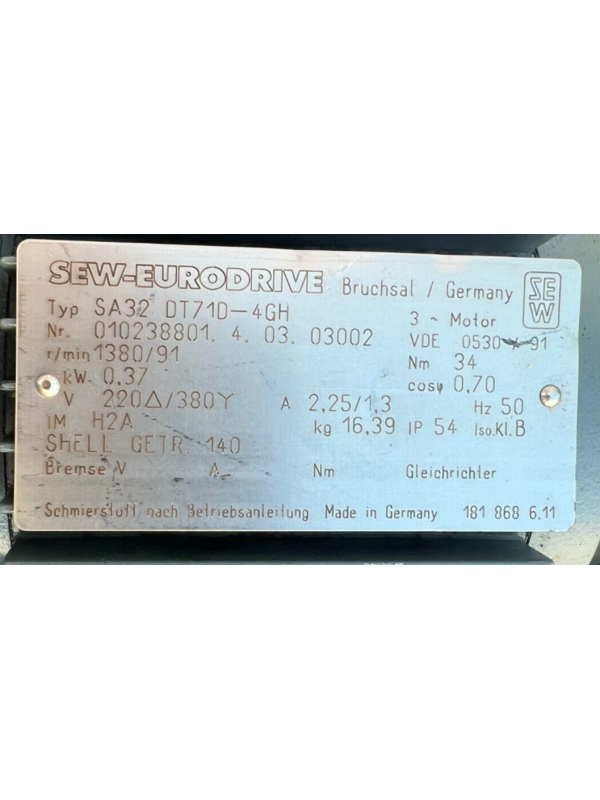 SEW-EURODRIVE Bruchsal / Germany SEW
Typ SA32 DT71D-4GH 3 ~ Motor
Nr. 010238801. 4. 03. 03002 VDE 0530 91
r/min 1380/91 Nm 34
kW 0,37 cosφ 0,70
V 220Δ/380Y A 2,25/1,3 Hz 50
IM H2A kg 16,39 IP 54 Iso.Kl. B
SHELL GETR. 140
Bremse V A Nm Gleichrichter
Schmierstoff nach Betriebsanleitung Made in Germany 181 868 6.11